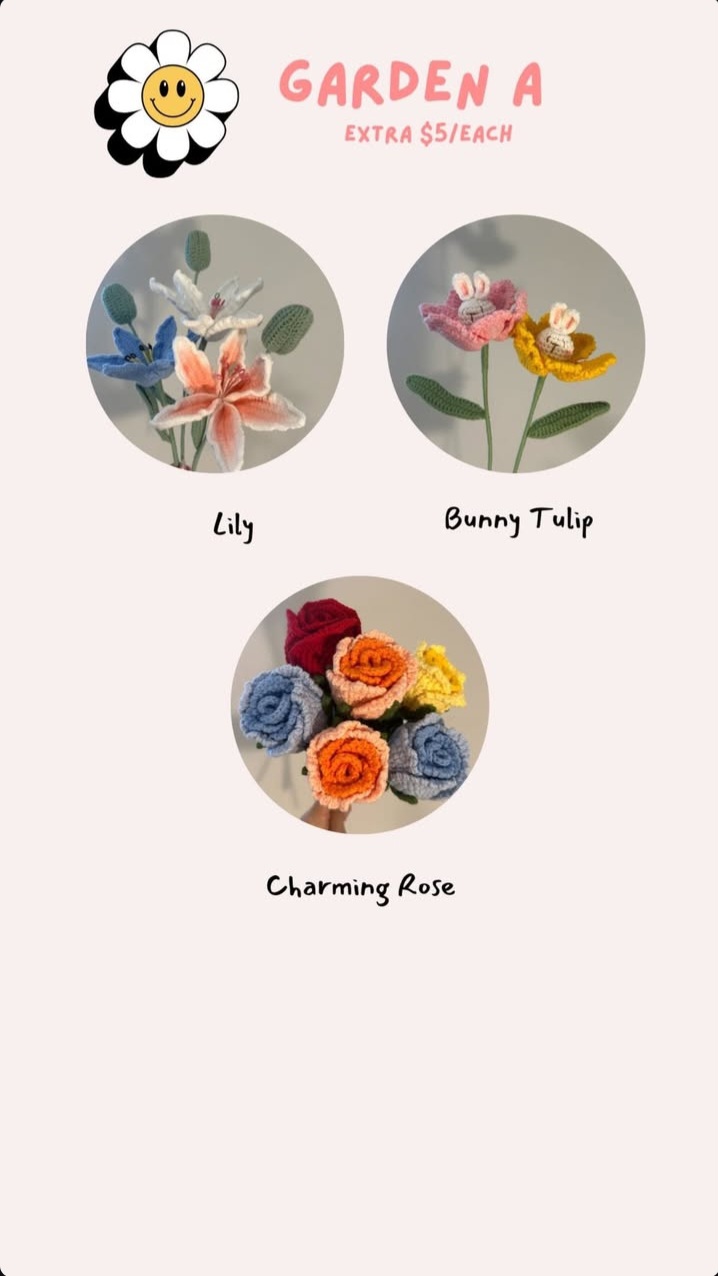 GARDEN A
EXTRA $5/EACH
Lily
Bunny Tulip
Charming Rose